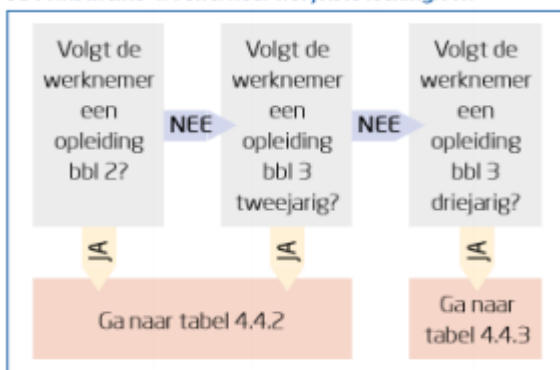 Volgt de
werknemer
een
opleiding
bbl 2?
NEE
Volgt de
werknemer
een
opleiding
bbl 3
tweejarig?
NEE
Volgt de
werknemer
een
opleiding
bbl 3
driejarig?
JA
JA
JA
Ga naar tabel 4.4.2
Ga naar
tabel 4.4.3